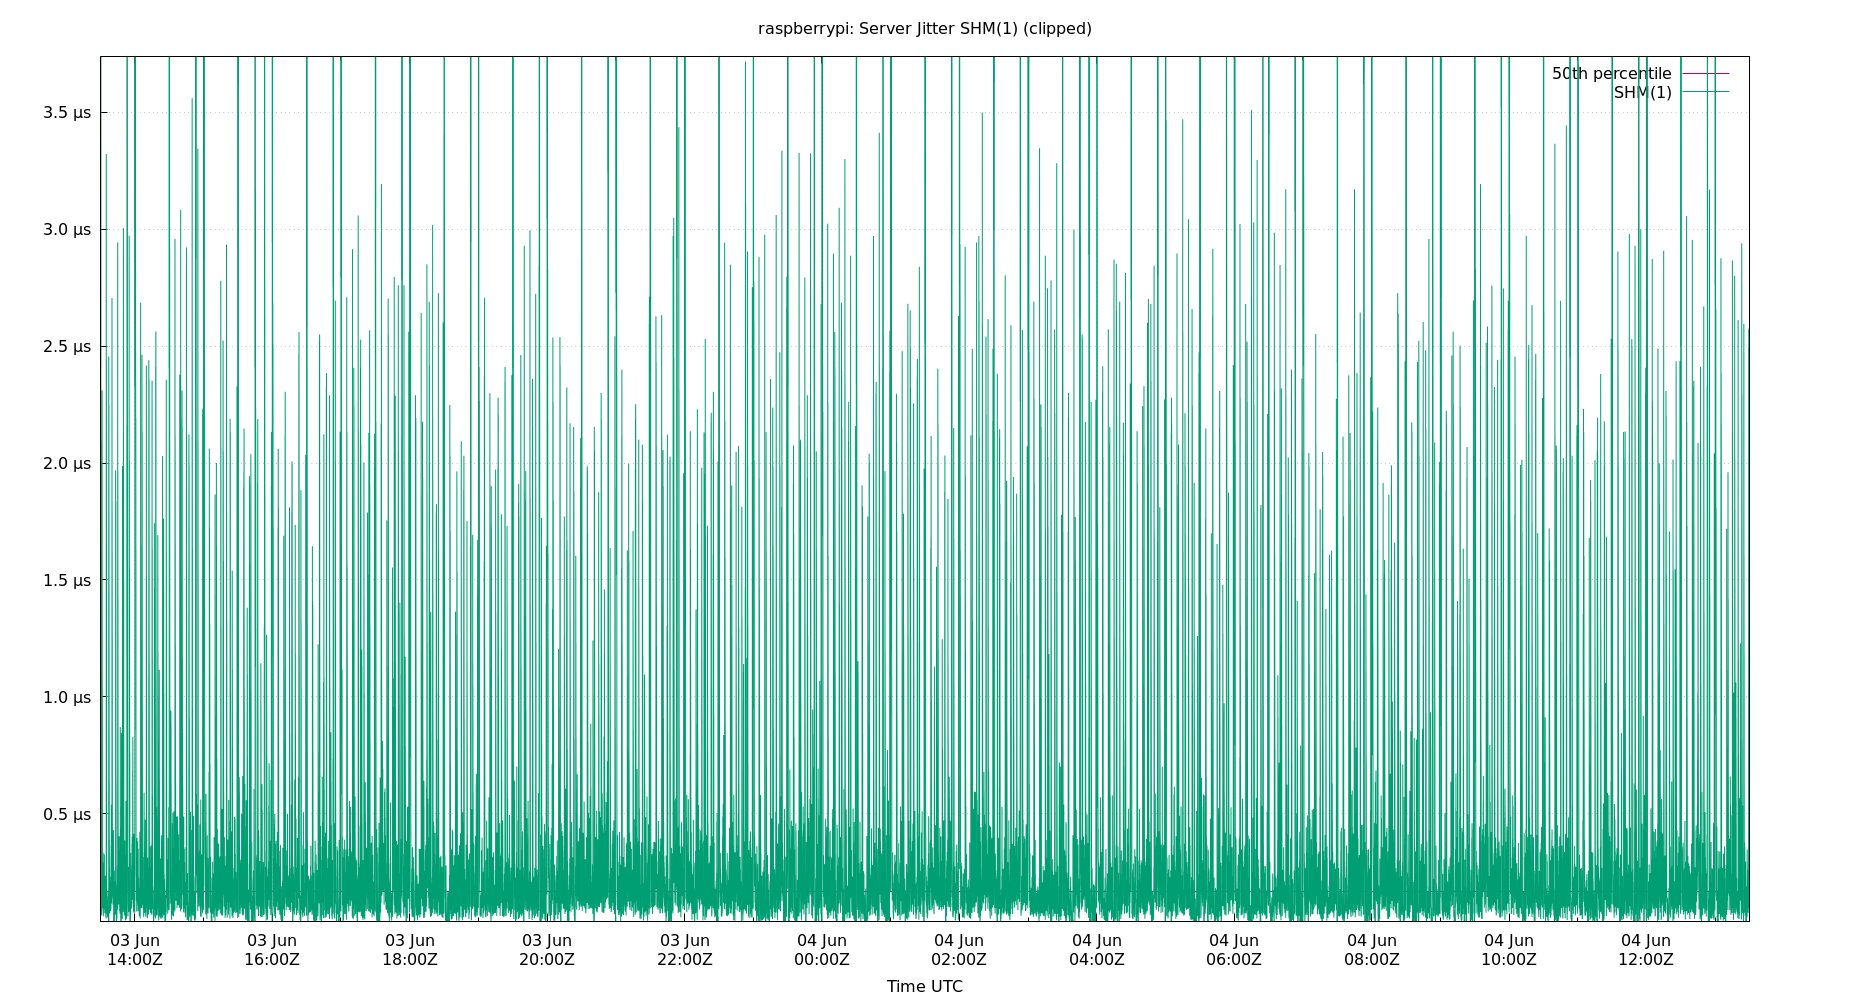 raspberrypi: Server Jitter SHM(1) (clipped)
50th percentile
SHM(1)
3.5 µs
3.0 µs
2.5 µs
2.0 µs
1.5 µs
1.0 µs
0.5 µs
03 Jun 03 Jun 03 Jun 03 Jun 03 Jun 04 Jun 04 Jun 04 Jun 04 Jun 04 Jun 04 Jun 04 Jun
14:00Z 16:00Z 18:00Z 20:00Z 22:00Z 00:00Z 02:00Z 04:00Z 06:00Z 08:00Z 10:00Z 12:00Z
Time UTC